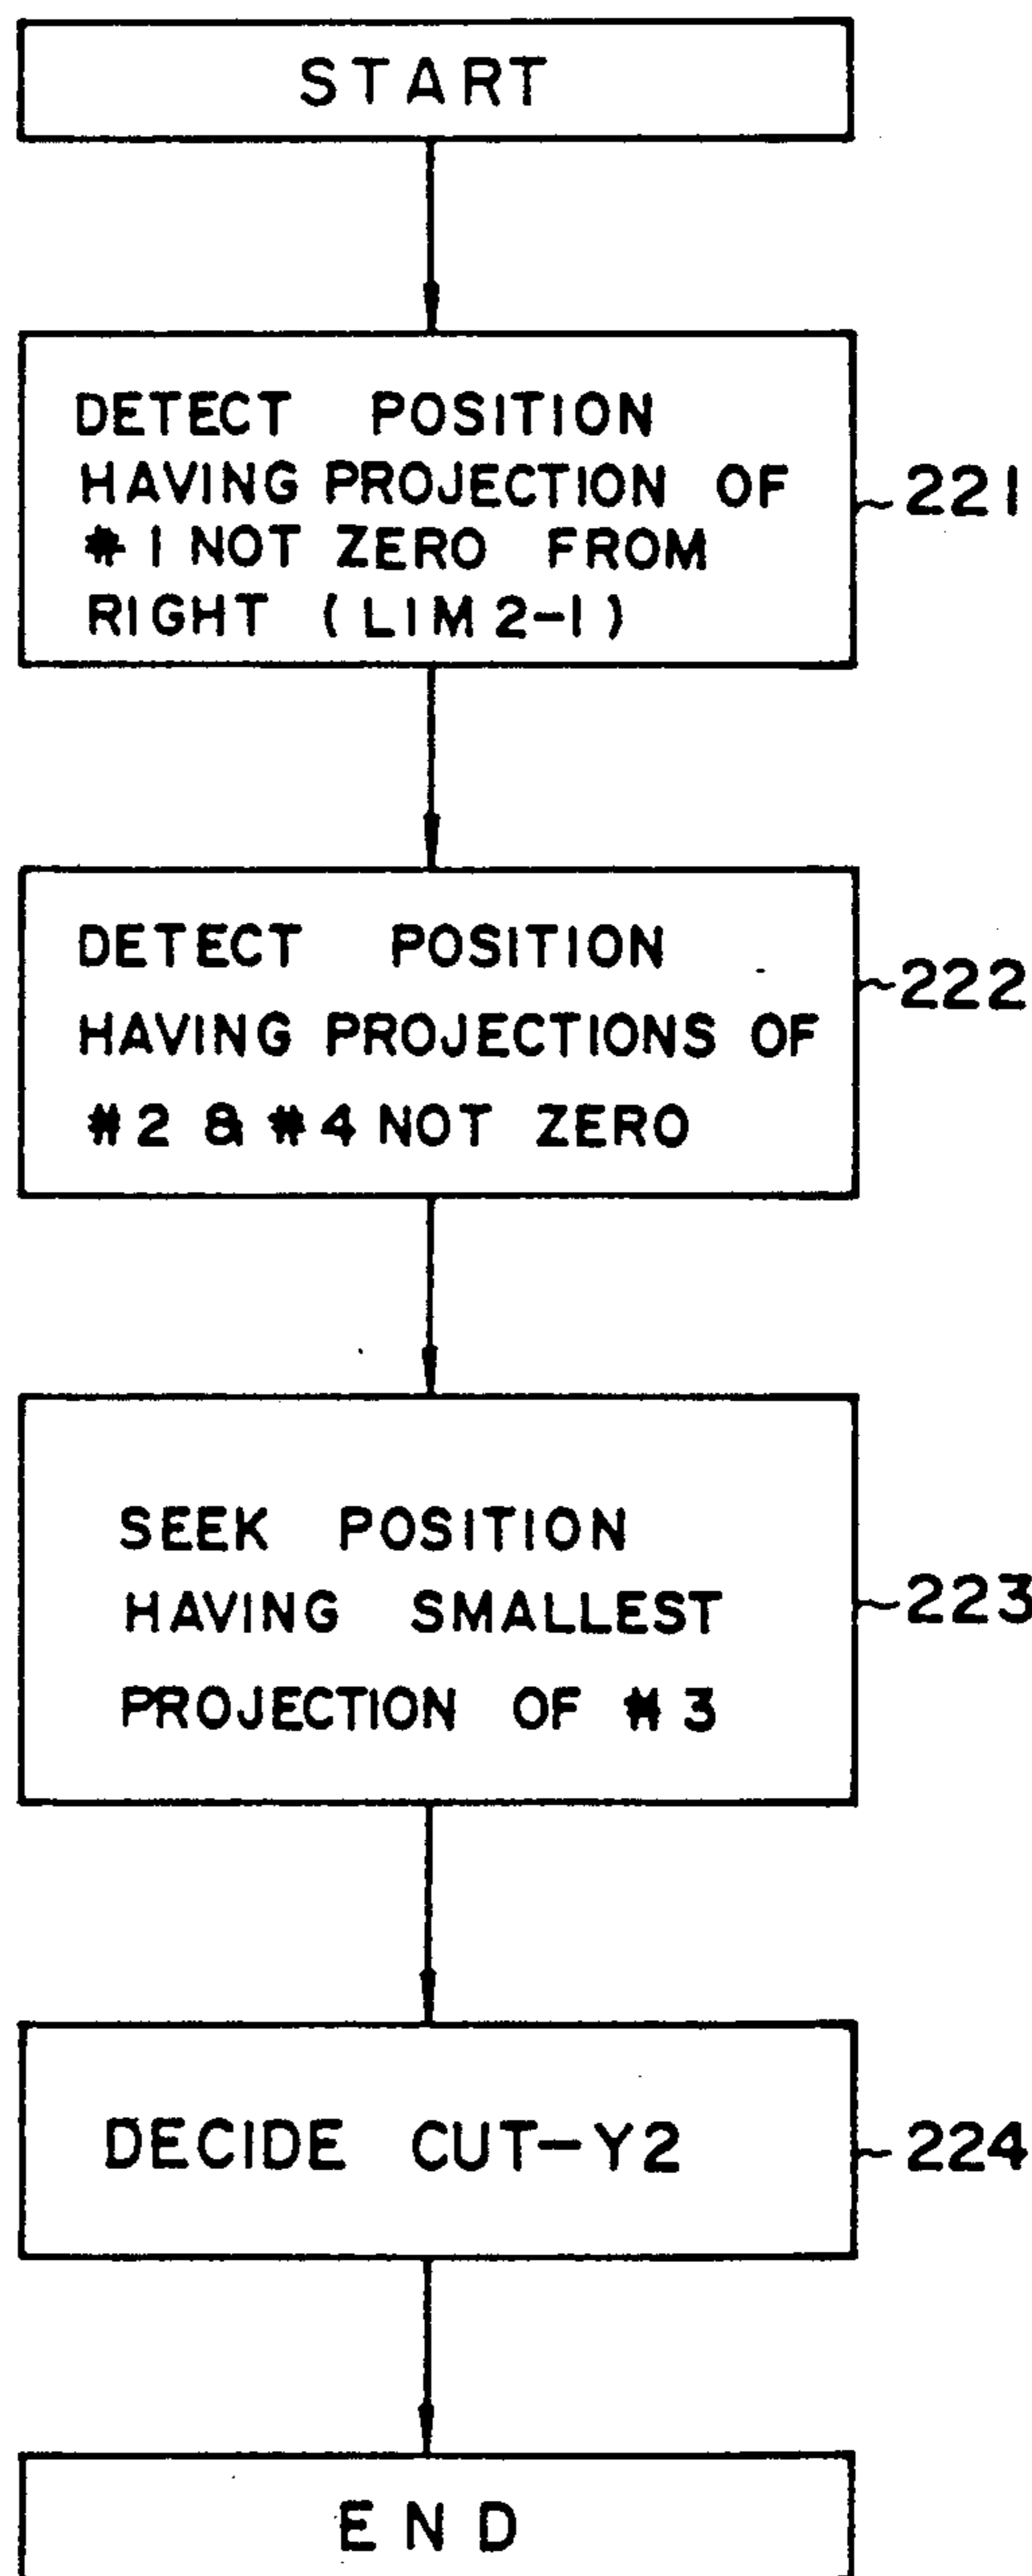 START
DETECT POSITION
HAVING PROJECTION OF
#1 NOT ZERO FROM
RIGHT (LIM2-1)
221
DETECT POSITION
HAVING PROJECTIONS OF
#2 & #4 NOT ZERO
222
SEEK POSITION
HAVING SMALLEST
PROJECTION OF #3
223
DECIDE CUT-Y2
224
END